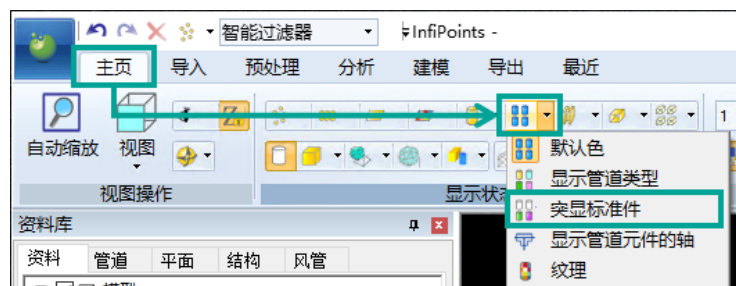 智能过滤器 InfiPoints -
主页 导入 预处理 分析 建模 导出 最近
1
自动缩放 视图
默认色
显示管道类型
视图操作
突显标准件
资料库
显示管道元件的轴
资料 管道 平面 结构 风管
纹理